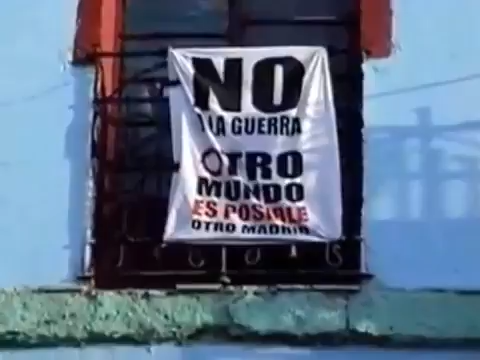 NO
A LA GUERRA
OTRO
MUNDO
ES POSIBLE
OTRO MADRID